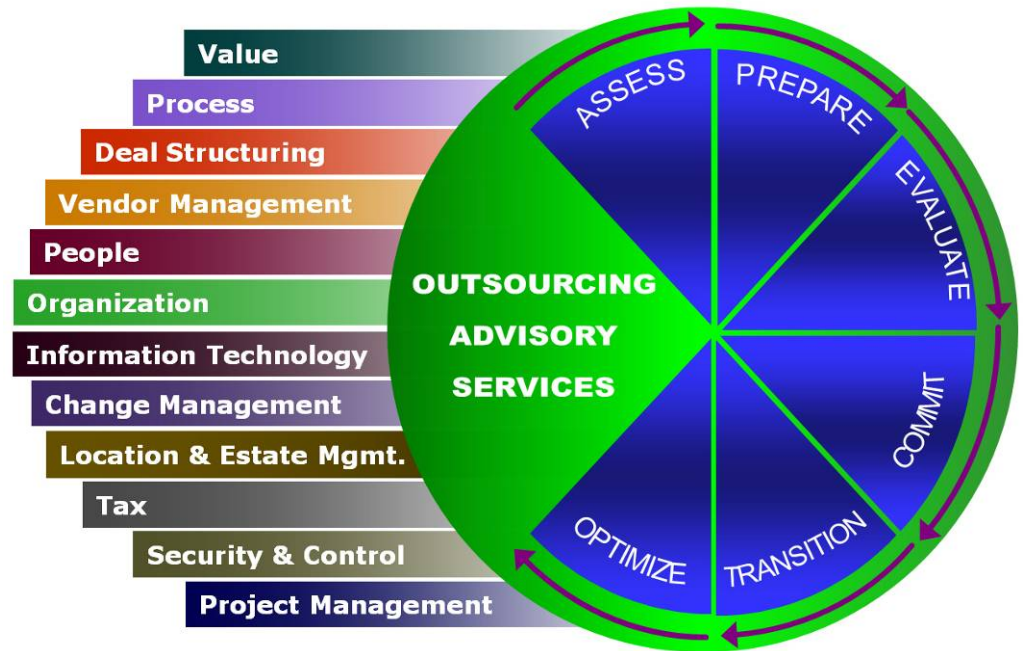 Value
Process
Deal Structuring
Vendor Management
People
Organization
Information Technology
Change Management
Location & Estate Mgmt.
Tax
Security & Control
Project Management
OUTSOURCING
ADVISORY
SERVICES
ASSESS
PREPARE
EVALUATE
COMMIT
TRANSITION
OPTIMIZE